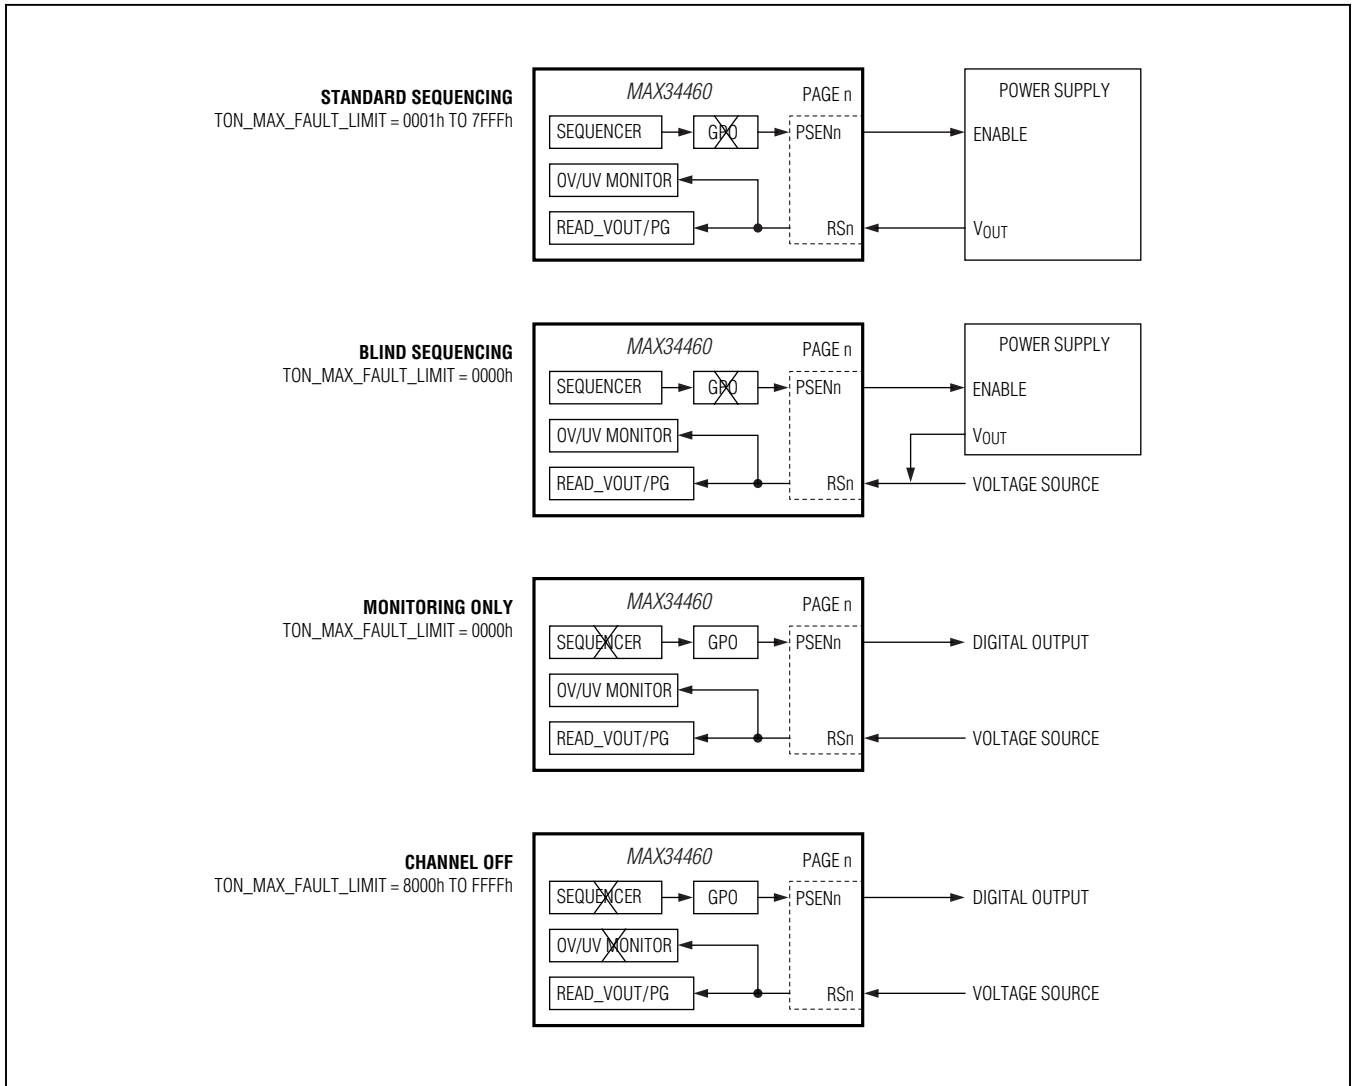 STANDARD SEQUENCING
TON_MAX_FAULT_LIMIT = 0001h TO 7FFFh
MAX34460
PAGE n
SEQUENCER
GPO
PSENn
OV/UV MONITOR
READ_VOUT/PG
RSn
POWER SUPPLY
ENABLE
VOUT
BLIND SEQUENCING
TON_MAX_FAULT_LIMIT = 0000h
MAX34460
PAGE n
SEQUENCER
GPO
PSENn
OV/UV MONITOR
READ_VOUT/PG
RSn
POWER SUPPLY
ENABLE
VOUT
VOLTAGE SOURCE
MONITORING ONLY
TON_MAX_FAULT_LIMIT = 0000h
MAX34460
PAGE n
SEQUENCER
GPO
PSENn
OV/UV MONITOR
READ_VOUT/PG
RSn
DIGITAL OUTPUT
VOLTAGE SOURCE
CHANNEL OFF
TON_MAX_FAULT_LIMIT = 8000h TO FFFFh
MAX34460
PAGE n
SEQUENCER
GPO
PSENn
OV/UV MONITOR
READ_VOUT/PG
RSn
DIGITAL OUTPUT
VOLTAGE SOURCE